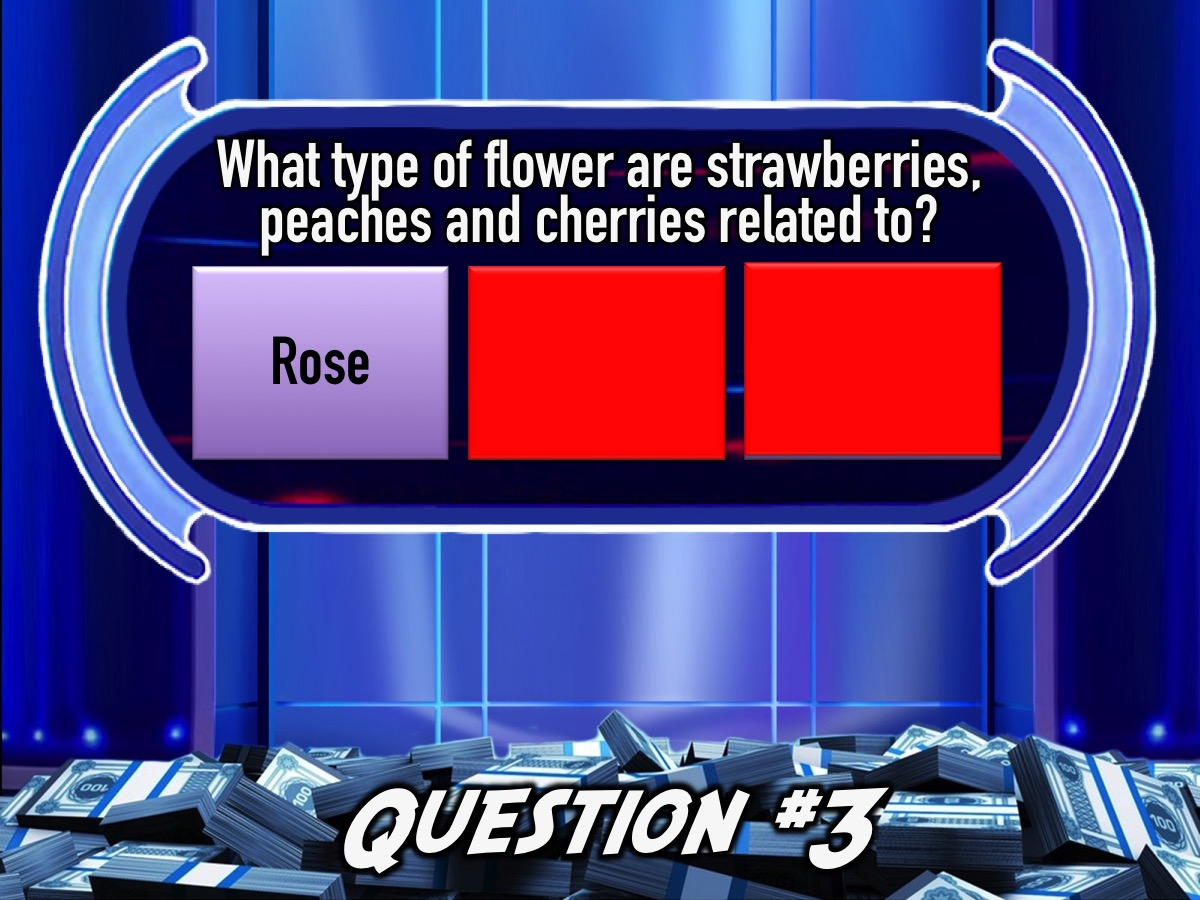 What type of flower are strawberries,
peaches and cherries related to?
Rose
QUESTION #3